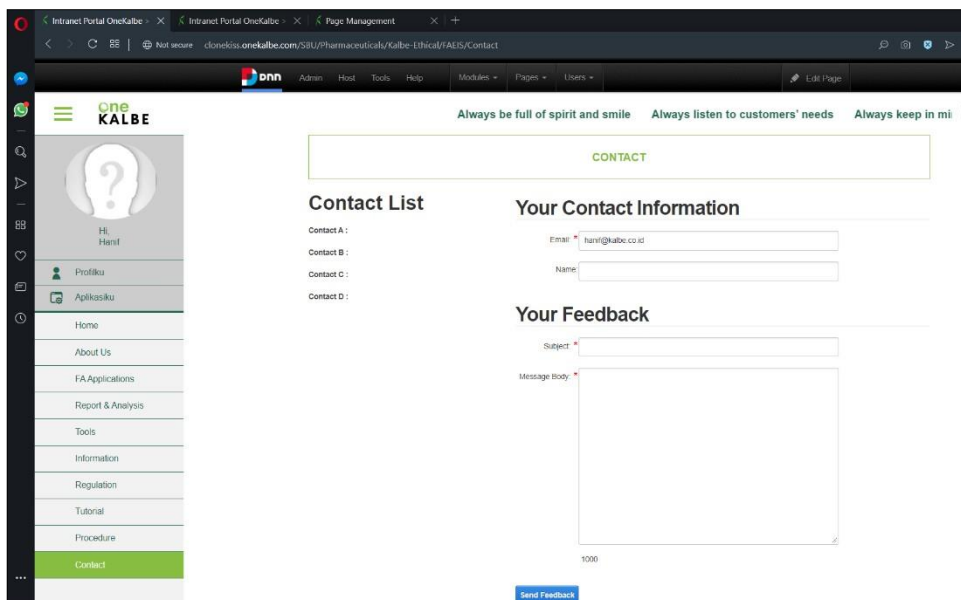 Intranet Portal OneKalbe >
Intranet Portal OneKalbe >
Page Management
Not secure clonekiss.onekalbe.com/SBU/Pharmaceuticals/Kalbe-Ethical/FAEIS/Contact
DNN Admin Host Tools Help Modules Pages Users Edit Page
One
KALBE
Always be full of spirit and smile Always listen to customers' needs Always keep in mi
CONTACT
Hi,
Hanif
Profilku
Aplikasiku
Home
About Us
FA Applications
Report & Analysis
Tools
Information
Regulation
Tutorial
Procedure
Contact
Contact List
Contact A :
Contact B :
Contact C :
Contact D :
Your Contact Information
Email: * hanif@kalbe.co.id
Name:
Your Feedback
Subject: *
Message Body: *
1000
Send Feedback